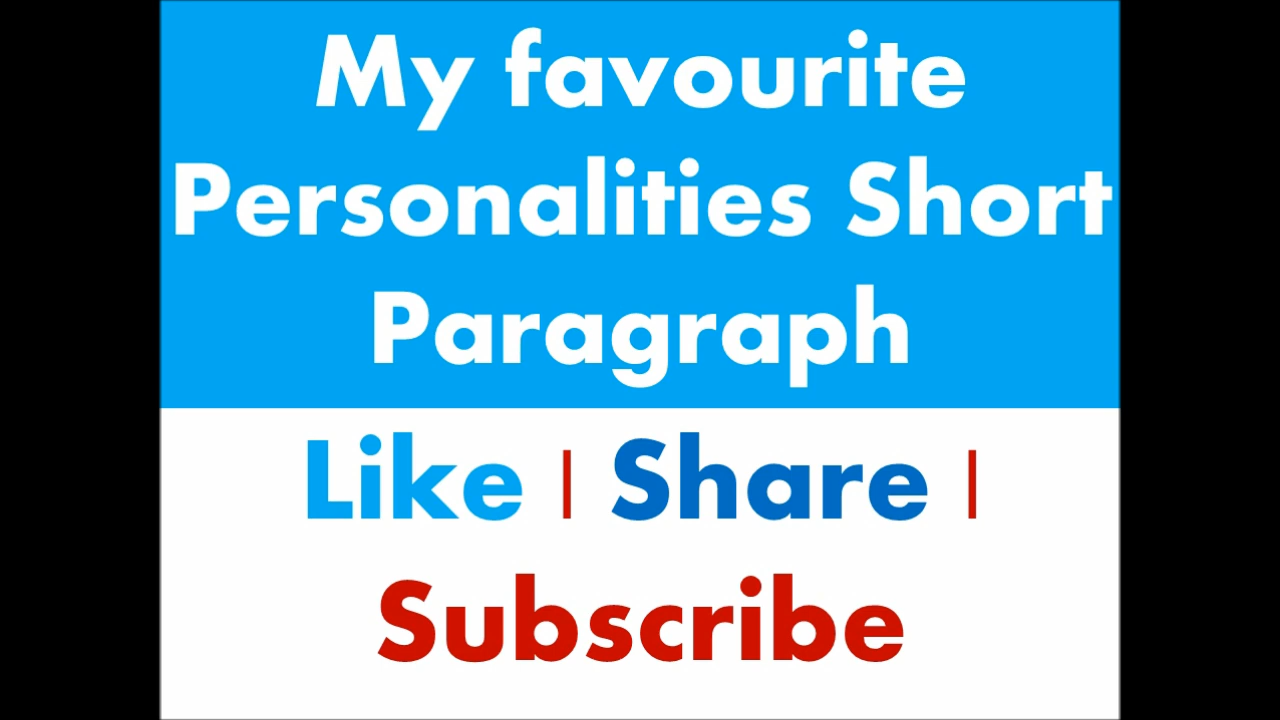 My favourite
Personalities Short
Paragraph
Like | Share |
Subscribe